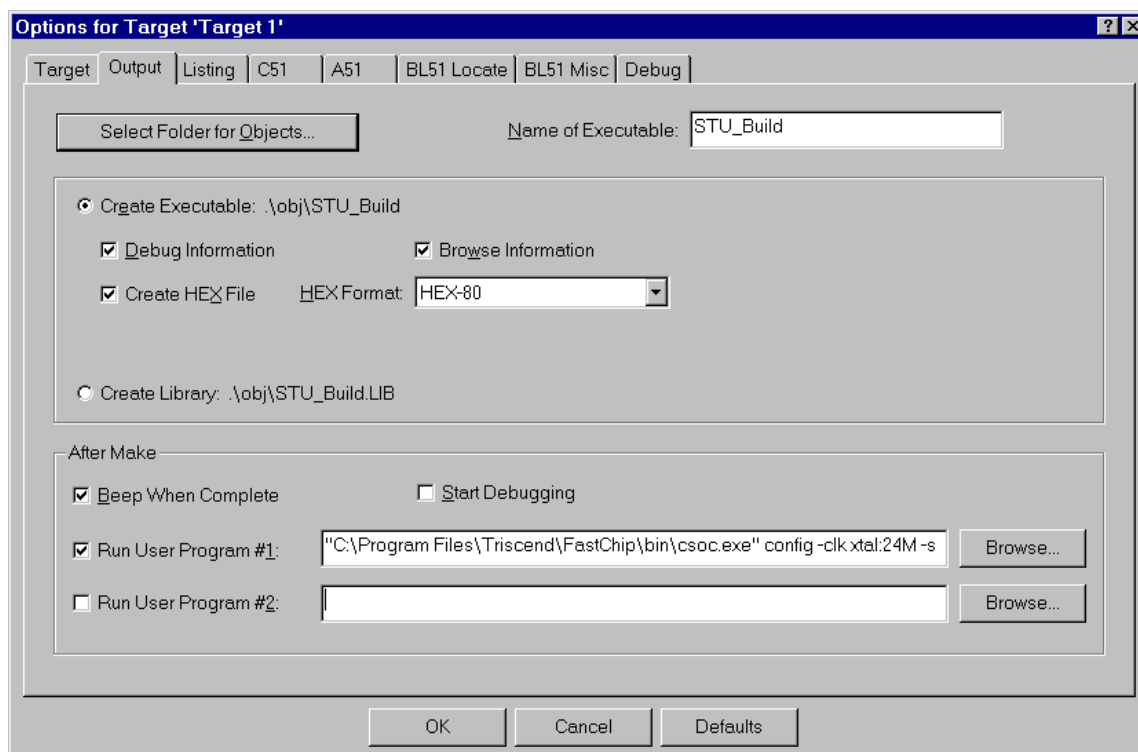 Options for Target 'Target 1'
Target Output Listing C51 A51 BL51 Locate BL51 Misc Debug
Select Folder for Objects... Name of Executable: STU_Build
Create Executable: .\obj\STU_Build
Debug Information Browse Information
Create HEX File HEX Format: HEX-80
Create Library: .\obj\STU_Build.LIB
After Make
Beep When Complete Start Debugging
Run User Program #1: "C:\Program Files\Triscend\FastChip\bin\csoc.exe" config -clk xtal:24M -s Browse...
Run User Program #2: Browse...
OK Cancel Defaults